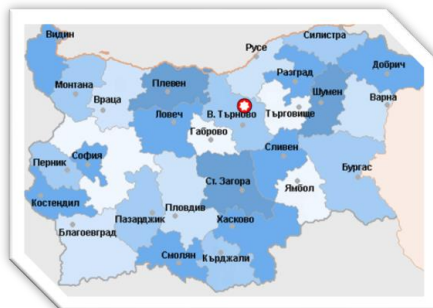 Видин
Силистра
Русе
Добрич
Монтана
Плевен
Разград
Враца
Шумен
Варна
Ловеч
В. Търново
Търговище
Габрово
Перник
София
Сливен
Бургас
Ст. Загора
Ямбол
Костендил
Пловдив
Пазарджик
Хасково
Благоевград
Смолян
Кърджали